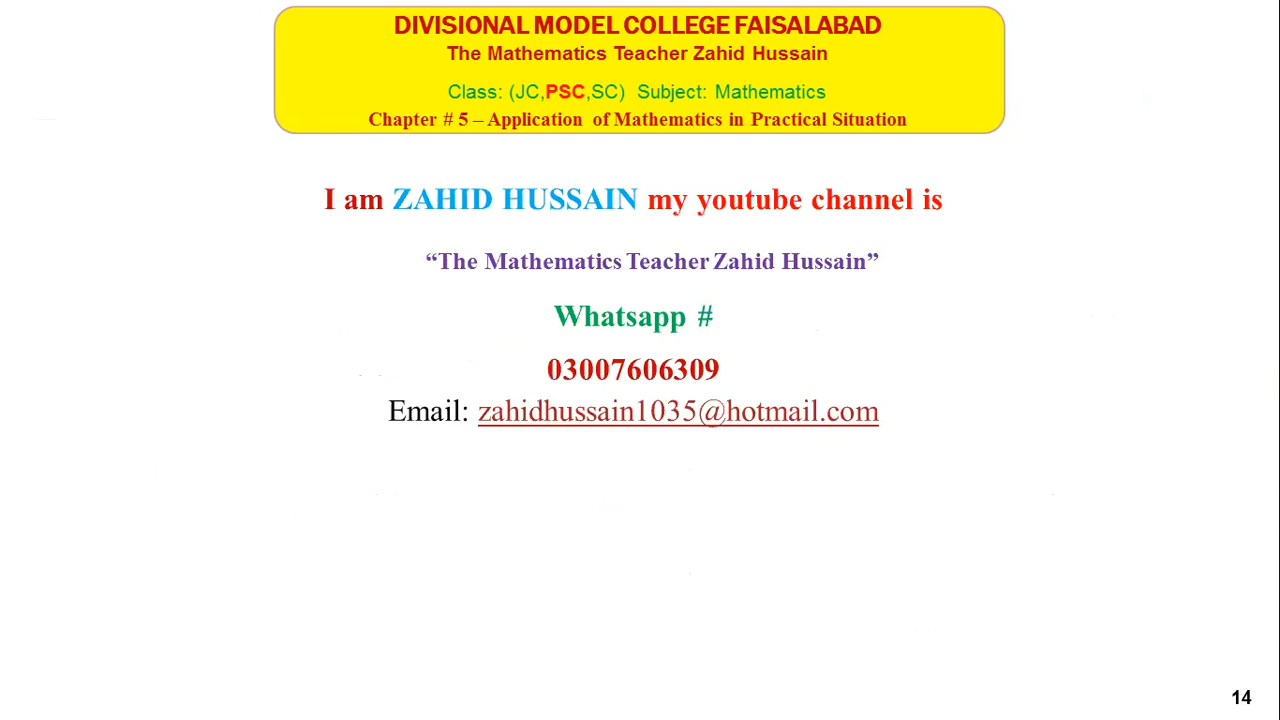 DIVISIONAL MODEL COLLEGE FAISALABAD
The Mathematics Teacher Zahid Hussain
Class: (JC,PSC,SC) Subject: Mathematics
Chapter # 5 – Application of Mathematics in Practical Situation
I am ZAHID HUSSAIN my youtube channel is
“The Mathematics Teacher Zahid Hussain”
Whatsapp #
03007606309
Email: zahidhussain1035@hotmail.com
14